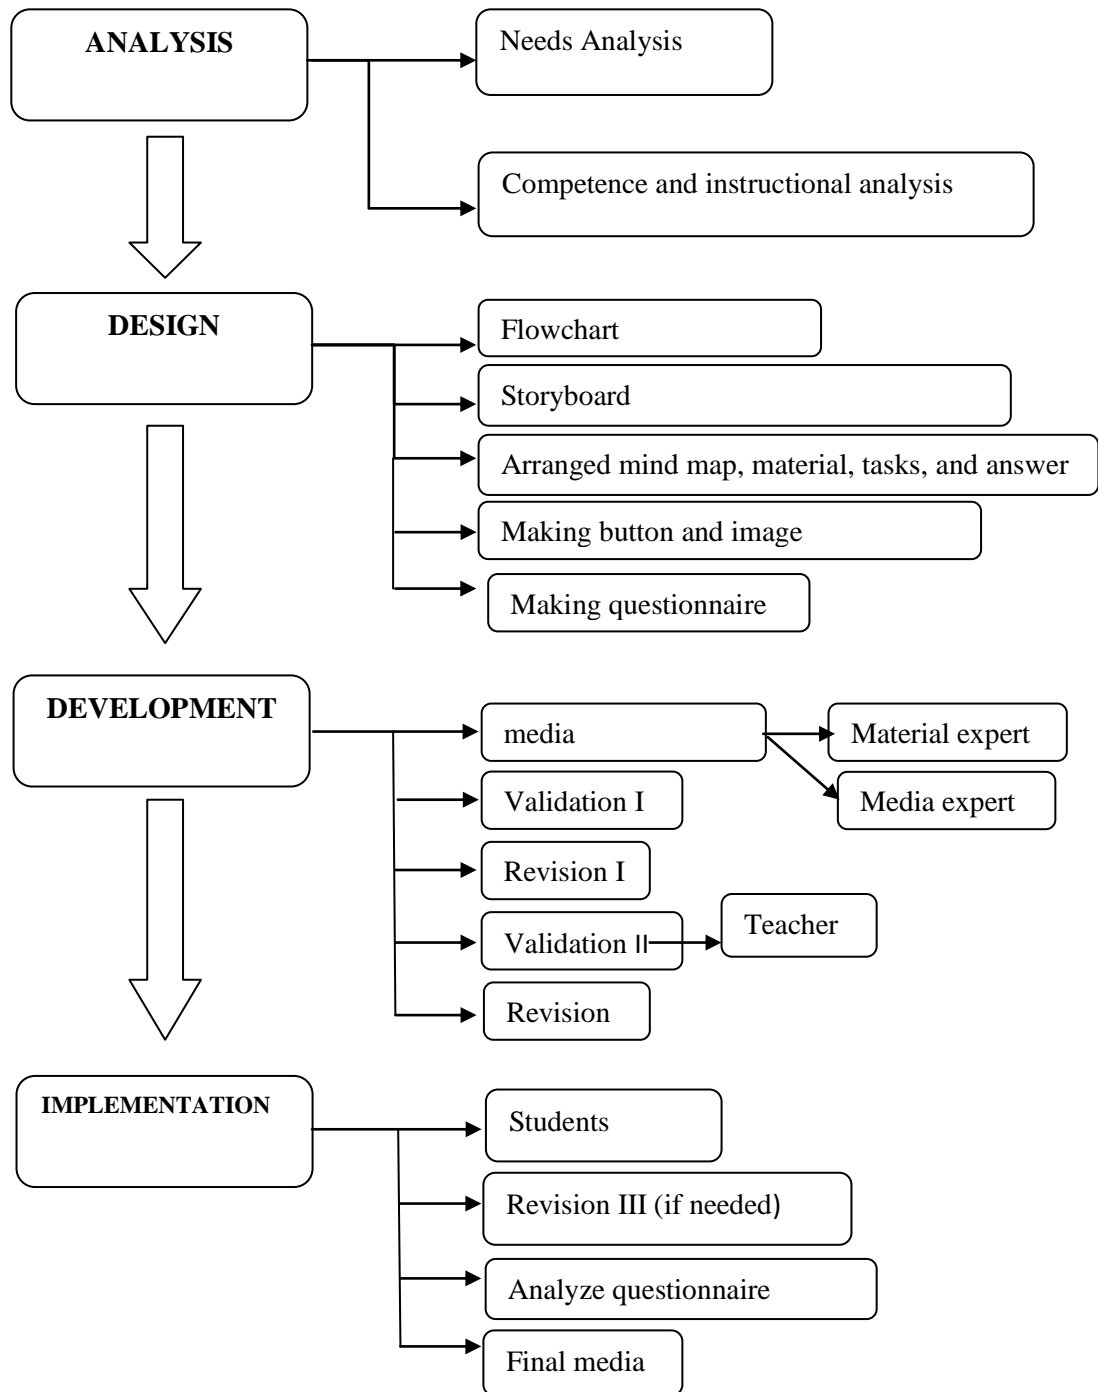 ANALYSIS
Needs Analysis
Competence and instructional analysis
DESIGN
Flowchart
Storyboard
Arranged mind map, material, tasks, and answer
Making button and image
Making questionnaire
DEVELOPMENT
media
Material expert
Media expert
Validation I
Revision I
Validation II
Teacher
Revision
IMPLEMENTATION
Students
Revision III (if needed)
Analyze questionnaire
Final media